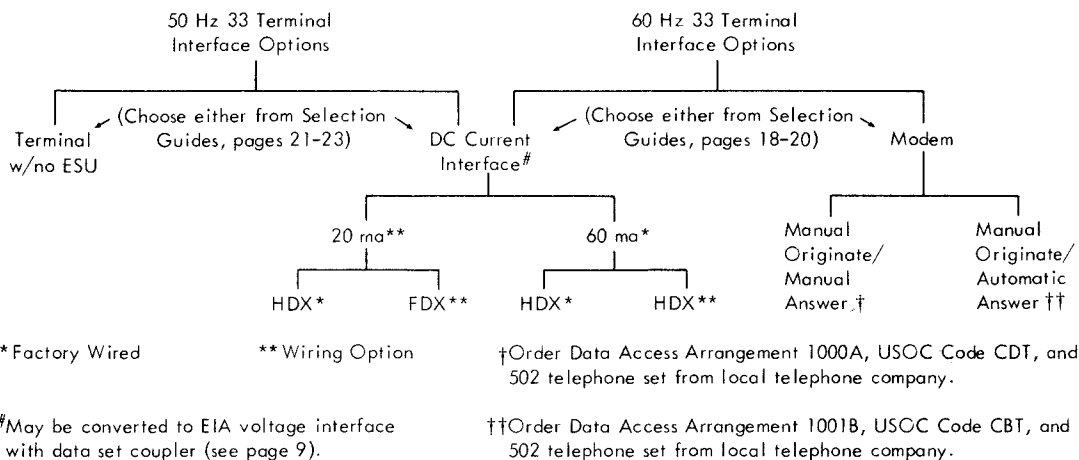 50 Hz 33 Terminal
Interface Options
60 Hz 33 Terminal
Interface Options
Terminal
w/no ESU
(Choose either from Selection
Guides, pages 21-23)
DC Current
Interface#
(Choose either from Selection
Guides, pages 18-20)
Modem
20 ma**
60 ma*
HDX*
FDX**
HDX*
HDX**
Manual
Originate/
Manual
Answer †
Manual
Originate/
Automatic
Answer ††
*Factory Wired
**Wiring Option
†Order Data Access Arrangement 1000A, USOC Code CDT, and
502 telephone set from local telephone company.
#May be converted to EIA voltage interface
with data set coupler (see page 9).
††Order Data Access Arrangement 1001B, USOC Code CBT, and
502 telephone set from local telephone company.